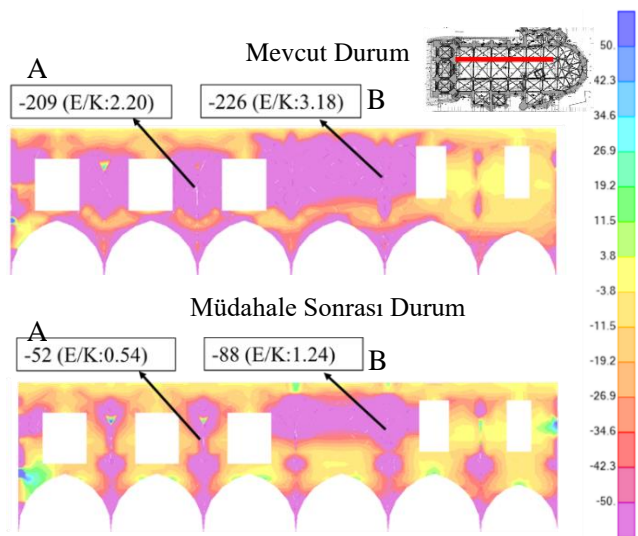 Mevcut Durum
A
-209 (E/K:2.20)
-226 (E/K:3.18)
B
Müdahale Sonrası Durum
A
-52 (E/K:0.54)
-88 (E/K:1.24)
B
50.
42.3
34.6
26.9
19.2
11.5
3.8
-3.8
-11.5
-19.2
-26.9
-34.6
-42.3
-50.